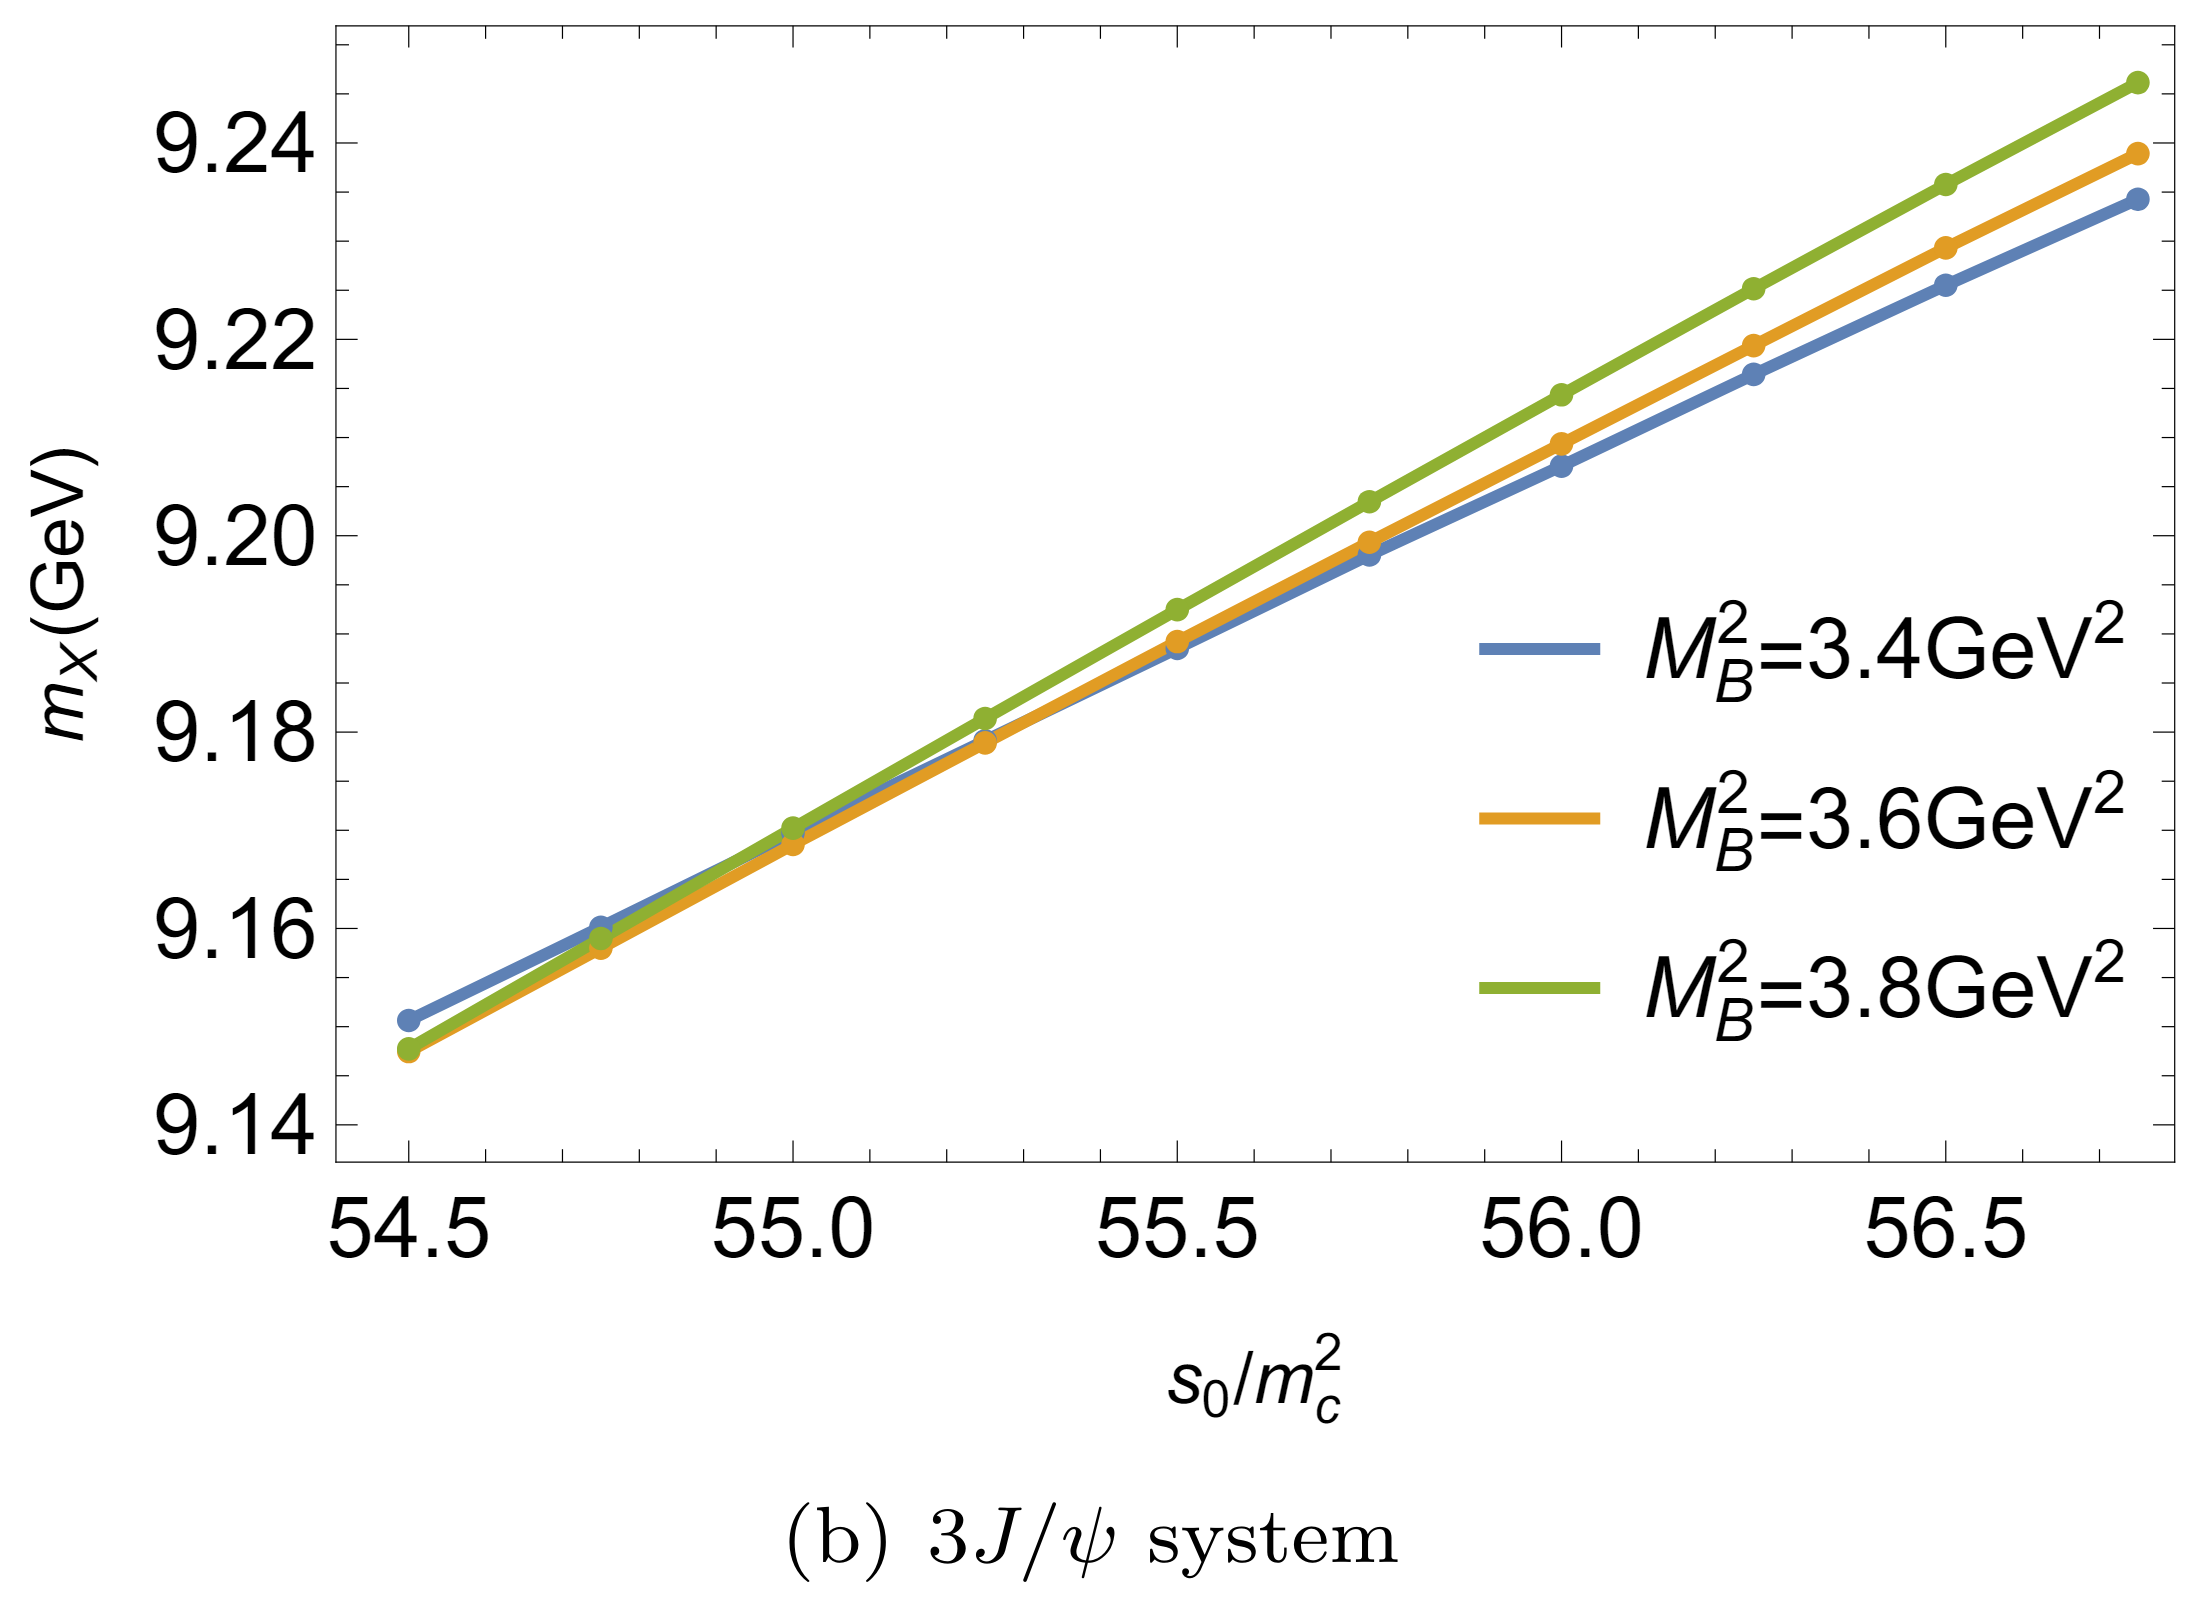 9.24
9.22
9.20
9.18
9.16
9.14
m_X(GeV)
M_B^2=3.4GeV^2
M_B^2=3.6GeV^2
M_B^2=3.8GeV^2
54.5 55.0 55.5 56.0 56.5
s_0/m_c^2
(b) 3J/ψ system